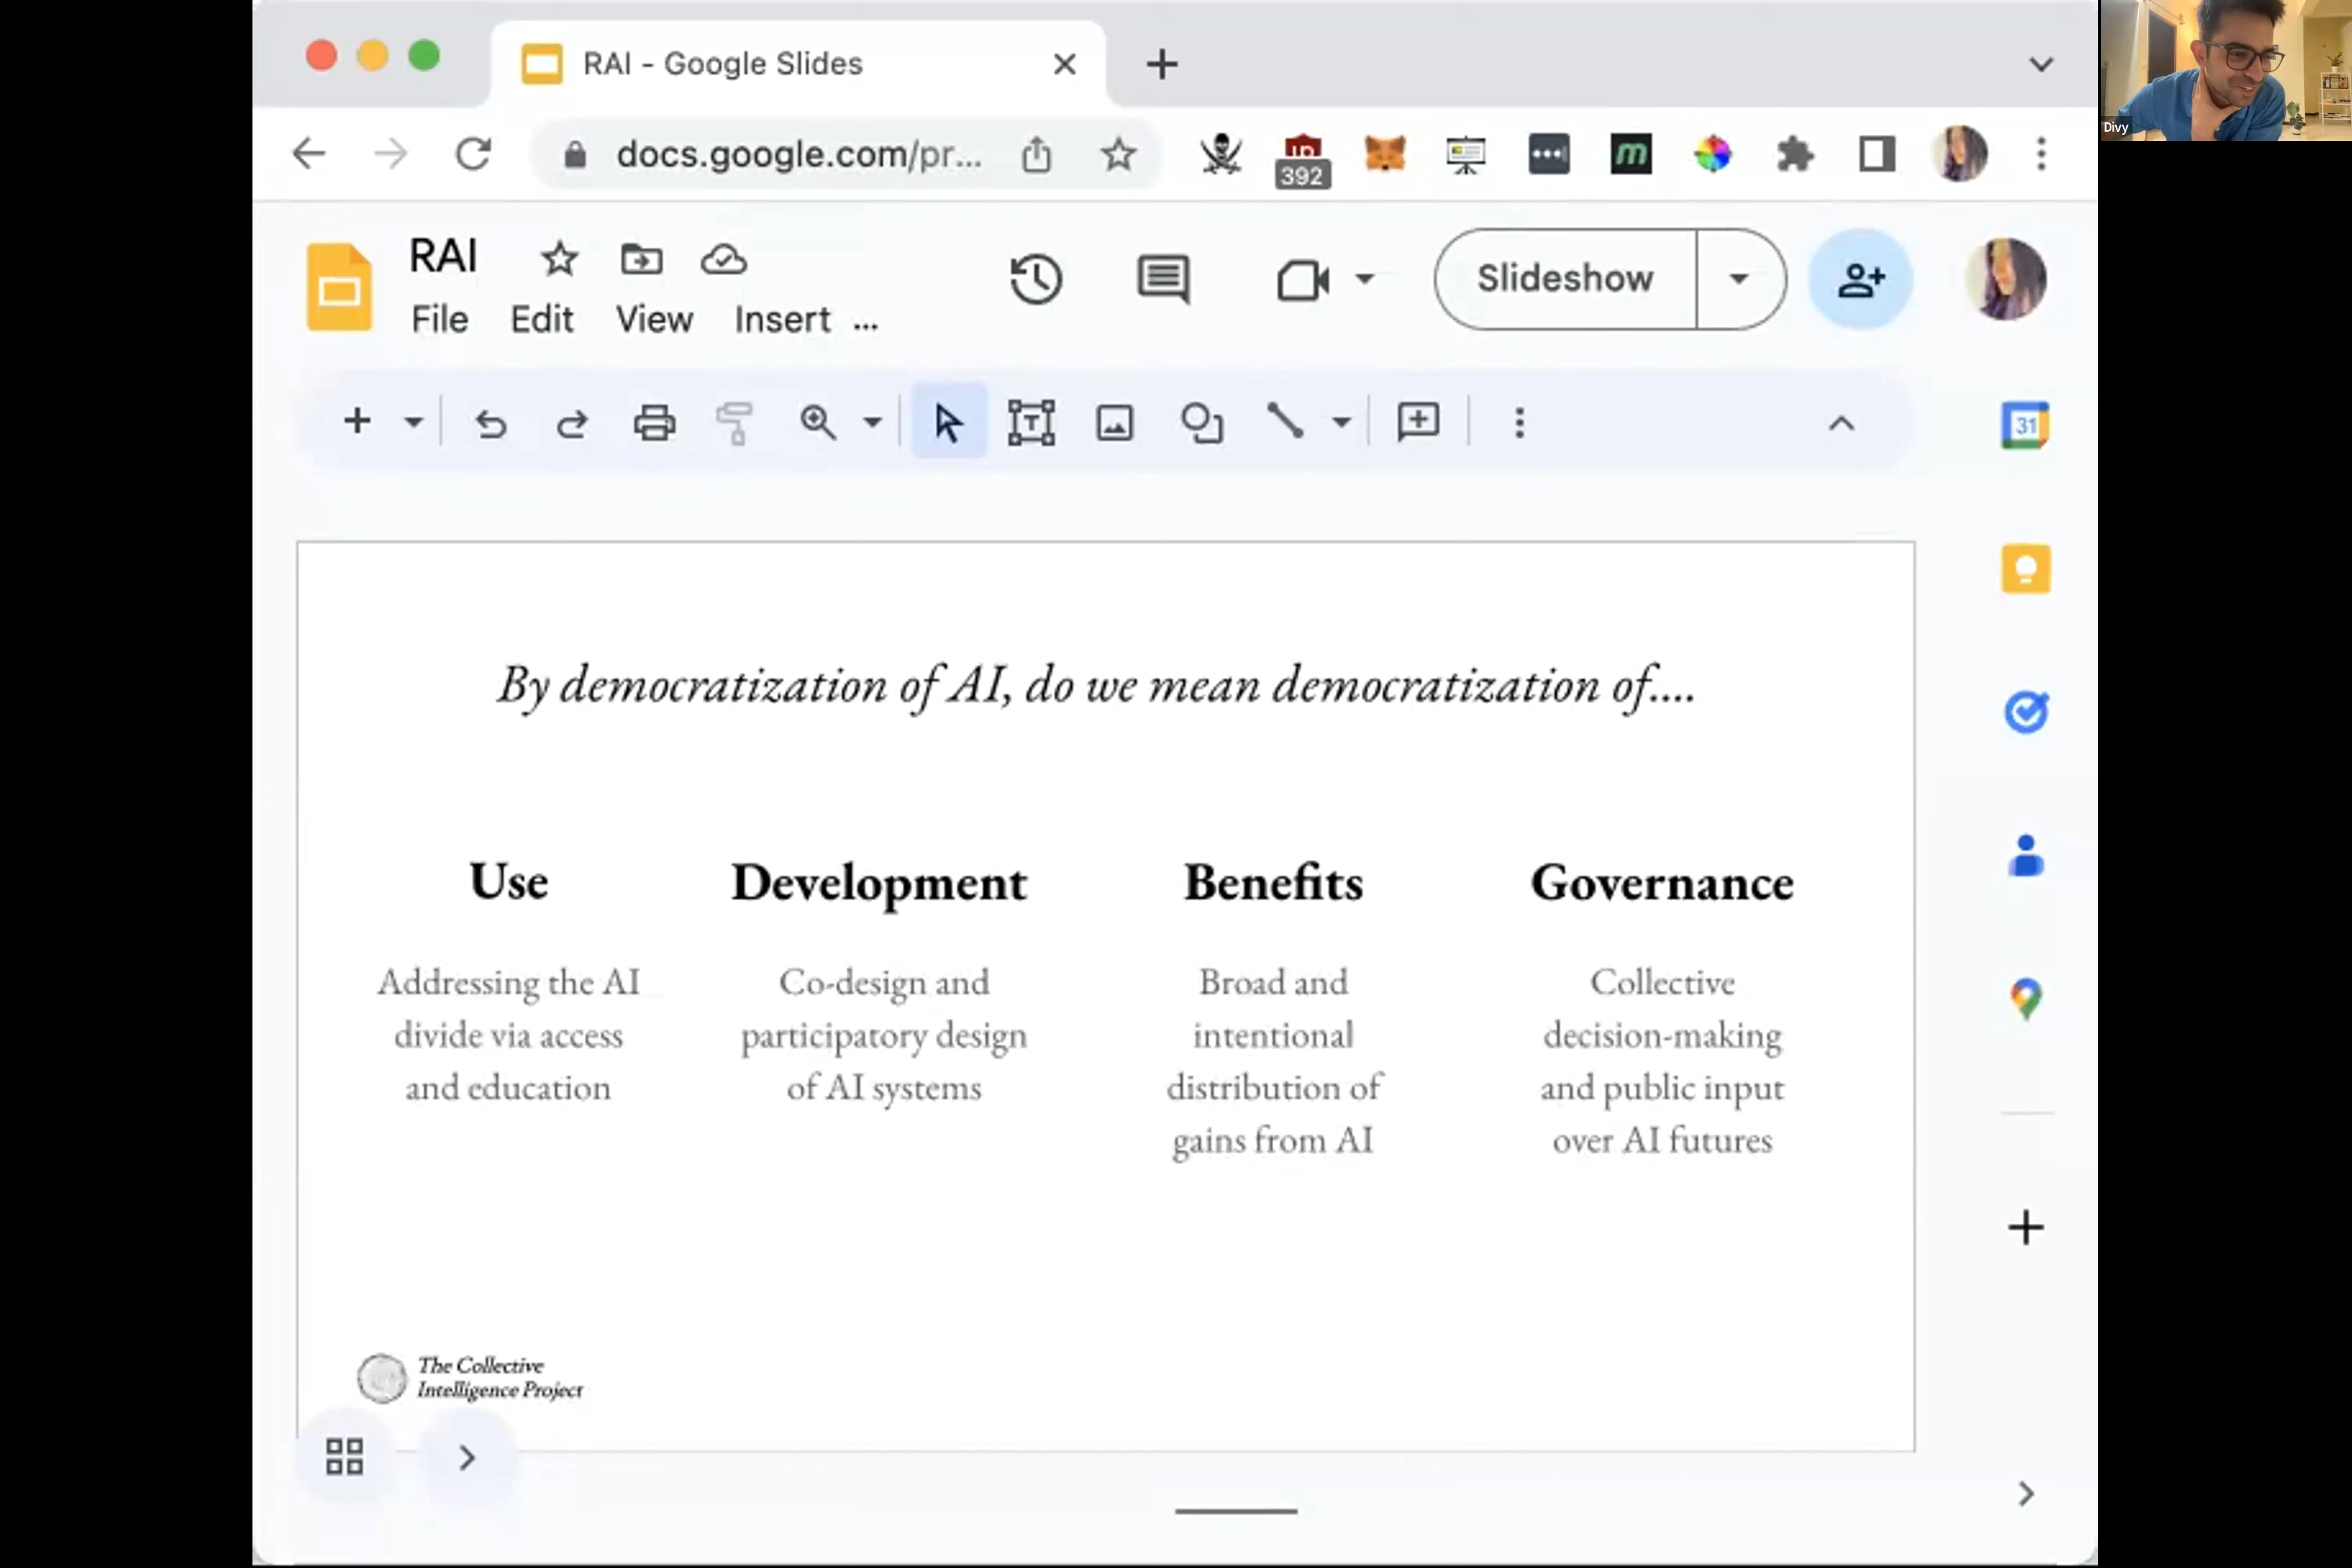 RAI - Google Slides
Divy
docs.google.com/pr...
392
RAI
File Edit View Insert ...
Slideshow
31
By democratization of AI, do we mean democratization of....
Use
Addressing the AI
divide via access
and education
Development
Co-design and
participatory design
of AI systems
Benefits
Broad and
intentional
distribution of
gains from AI
Governance
Collective
decision-making
and public input
over AI futures
The Collective
Intelligence Project